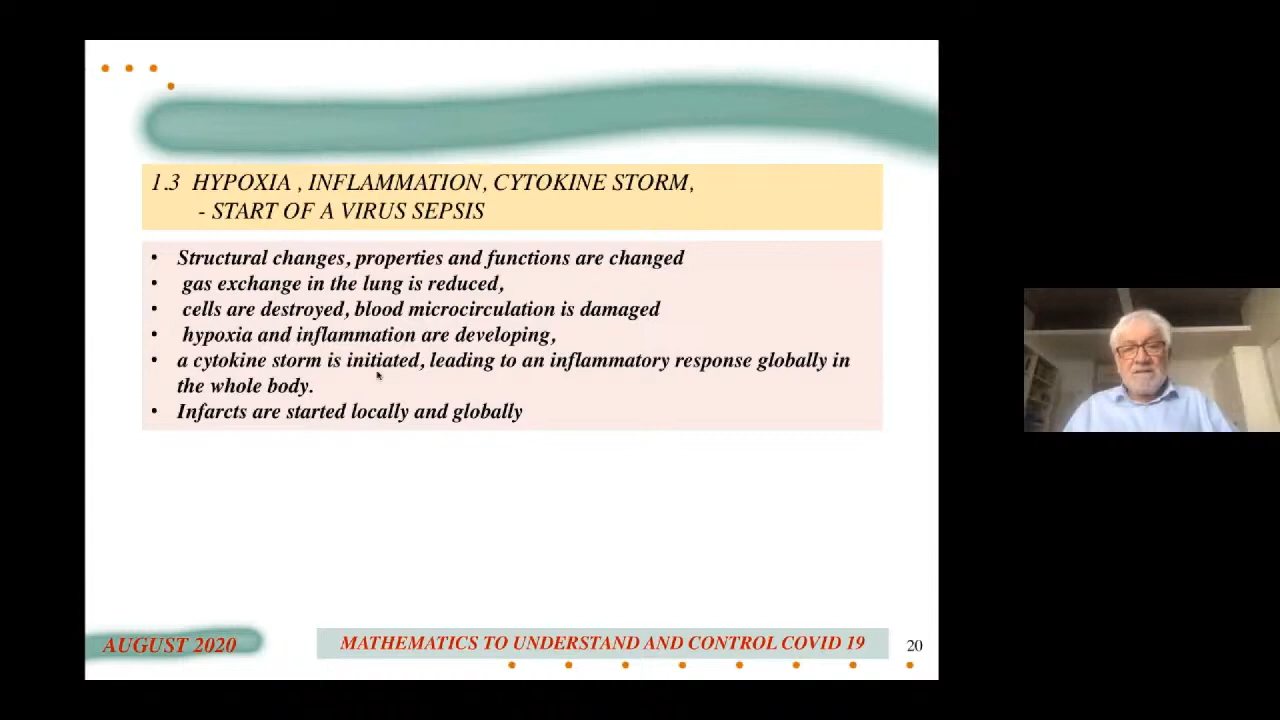 1.3 HYPOXIA , INFLAMMATION, CYTOKINE STORM,
- START OF A VIRUS SEPSIS
• Structural changes, properties and functions are changed
• gas exchange in the lung is reduced,
• cells are destroyed, blood microcirculation is damaged
• hypoxia and inflammation are developing,
• a cytokine storm is initiated, leading to an inflammatory response globally in
the whole body.
• Infarcts are started locally and globally
AUGUST 2020
MATHEMATICS TO UNDERSTAND AND CONTROL COVID 19
20